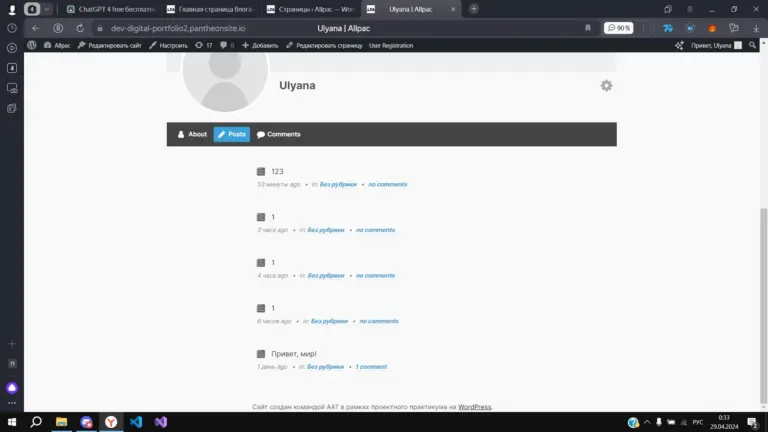 4
ChatGPT 4 free бесплатн
Главная страница блога
Страницы ‹ Allpac — Wor
Ulyana | Allpac
dev-digital-portfolio2.pantheonsite.io
Ulyana | Allpac
90%
Allpac
Редактировать сайт
Настроить
17
0
Добавить
Редактировать страницу
User Registration
Привет, Ulyana
Ulyana
About
Posts
Comments
123
53 минуты ago • in: Без рубрики • no comments
1
3 часа ago • in: Без рубрики • no comments
1
4 часа ago • in: Без рубрики • no comments
1
6 часов ago • in: Без рубрики • no comments
Привет, мир!
1 день ago • in: Без рубрики • 1 comment
Сайт создан командой ААТ в рамках проектного практикума на WordPress.
РУС
0:33
29.04.2024
2